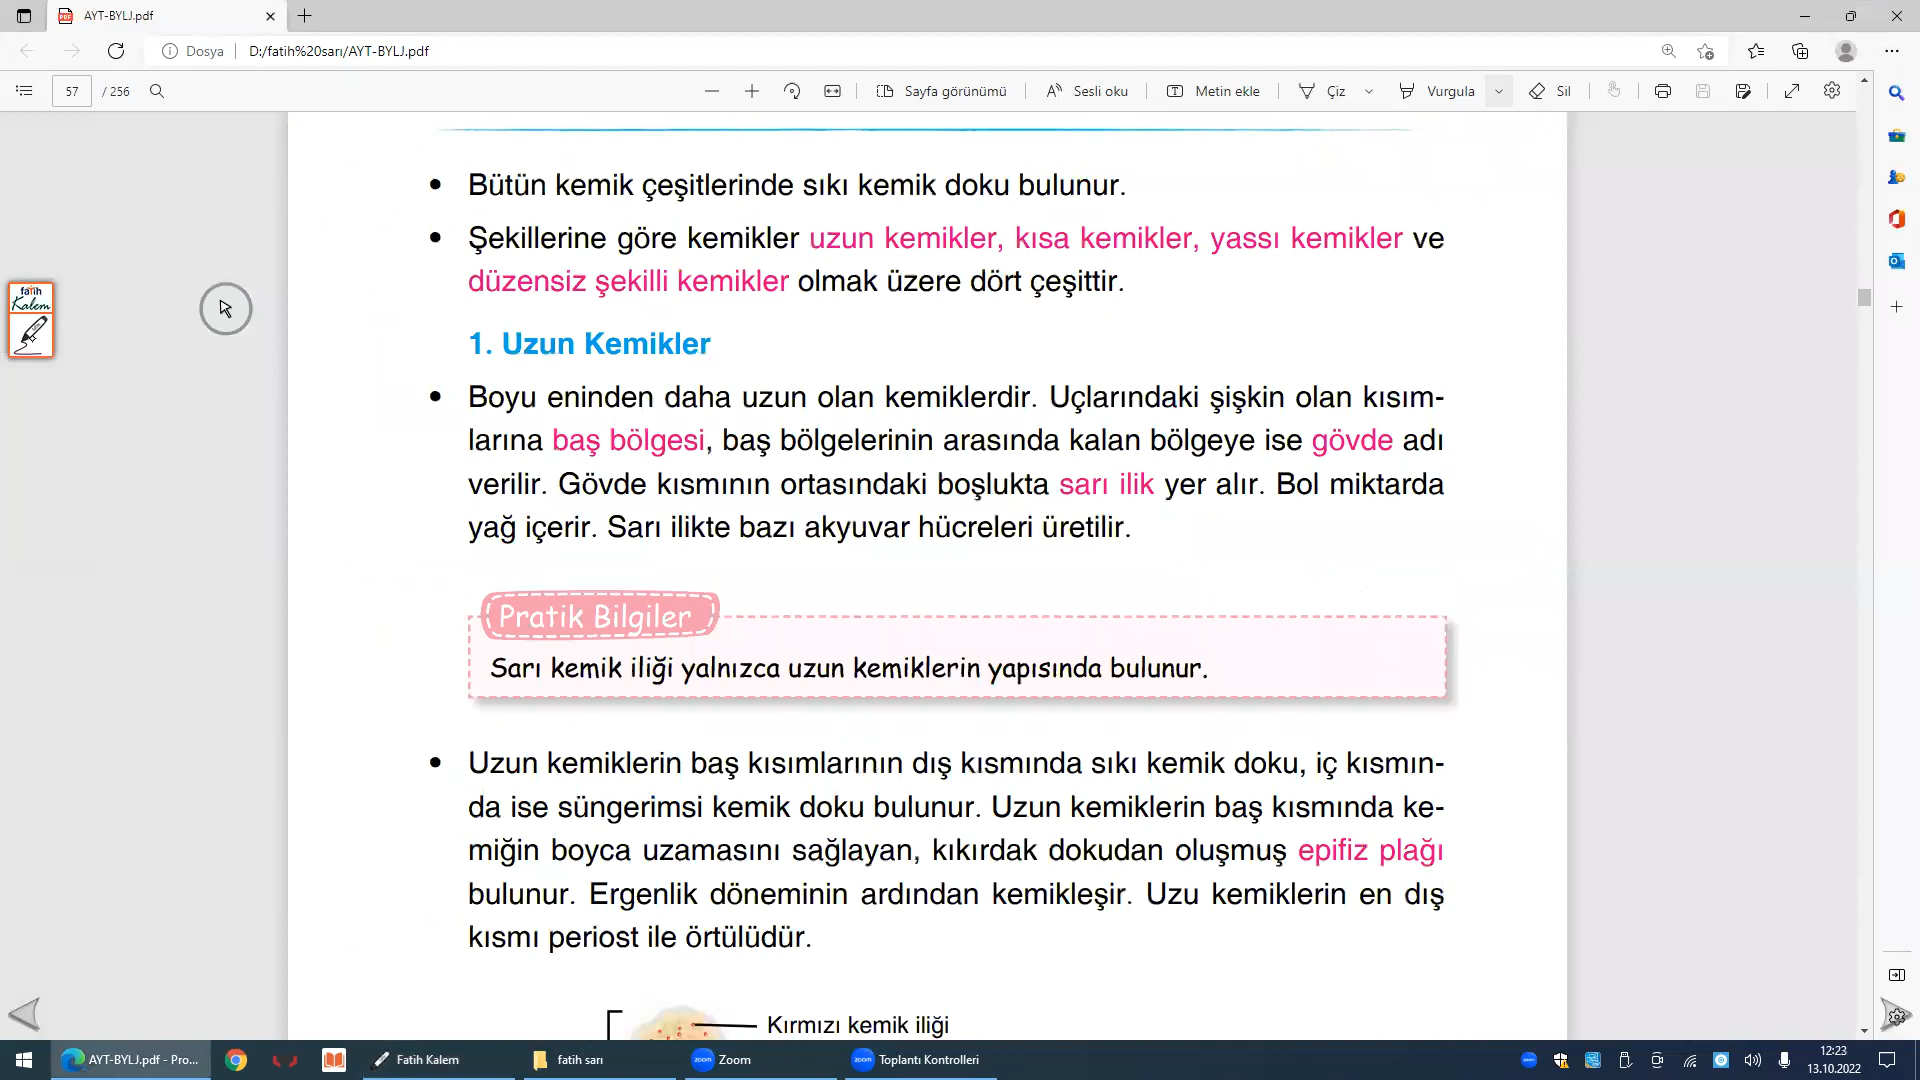 AYT-BYLJ.pdf
Dosya
D:/fatih%20sarı/AYT-BYLJ.pdf
57 / 256
Sayfa görünümü
Sesli oku
Metin ekle
Çiz
Vurgula
Sil
• Bütün kemik çeşitlerinde sıkı kemik doku bulunur.
• Şekillerine göre kemikler uzun kemikler, kısa kemikler, yassı kemikler ve
düzensiz şekilli kemikler olmak üzere dört çeşittir.
fatih
Kalem
1. Uzun Kemikler
• Boyu eninden daha uzun olan kemiklerdir. Uçlarındaki şişkin olan kısım-
larına baş bölgesi, baş bölgelerinin arasında kalan bölgeye ise gövde adı
verilir. Gövde kısmının ortasındaki boşlukta sarı ilik yer alır. Bol miktarda
yağ içerir. Sarı ilikte bazı akyuvar hücreleri üretilir.
Pratik Bilgiler
Sarı kemik iliği yalnızca uzun kemiklerin yapısında bulunur.
• Uzun kemiklerin baş kısımlarının dış kısmında sıkı kemik doku, iç kısmın-
da ise süngerimsi kemik doku bulunur. Uzun kemiklerin baş kısmında ke-
miğin boyca uzamasını sağlayan, kıkırdak dokudan oluşmuş epifiz plağı
bulunur. Ergenlik döneminin ardından kemikleşir. Uzu kemiklerin en dış
kısmı periost ile örtülüdür.
Kırmızı kemik iliği
AYT-BYLJ.pdf - Pro...
Fatih Kalem
fatih sarı
zoom Zoom
zoom Toplantı Kontrolleri
12:23
13.10.2022